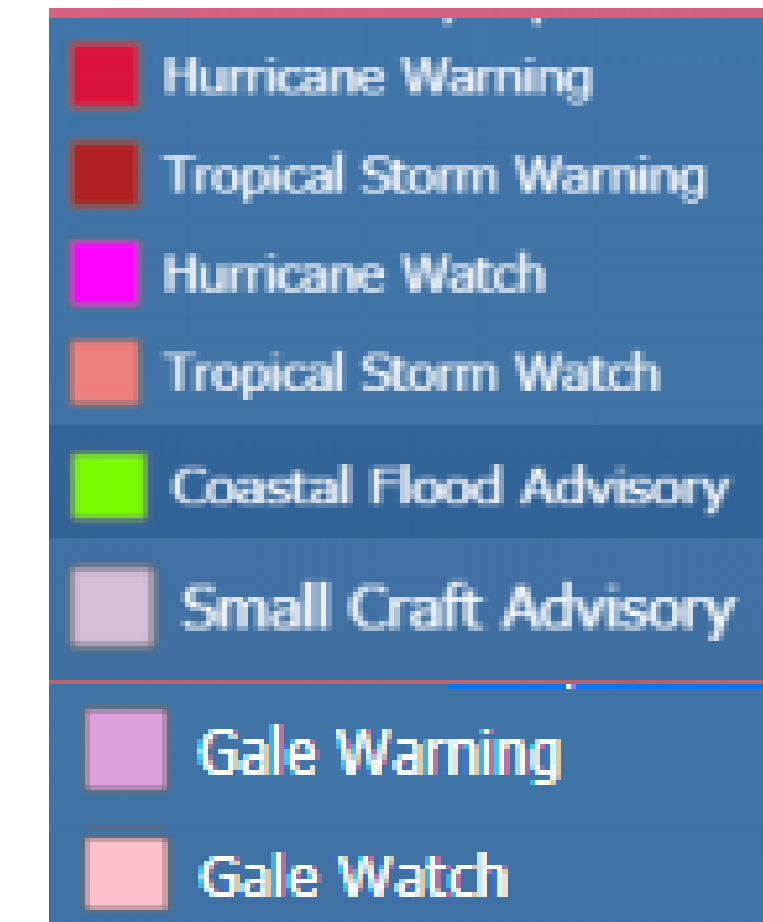 Hurricane Warning
Tropical Storm Warning
Hurricane Watch
Tropical Storm Watch
Coastal Flood Advisory
Small Craft Advisory
Gale Warning
Gale Watch